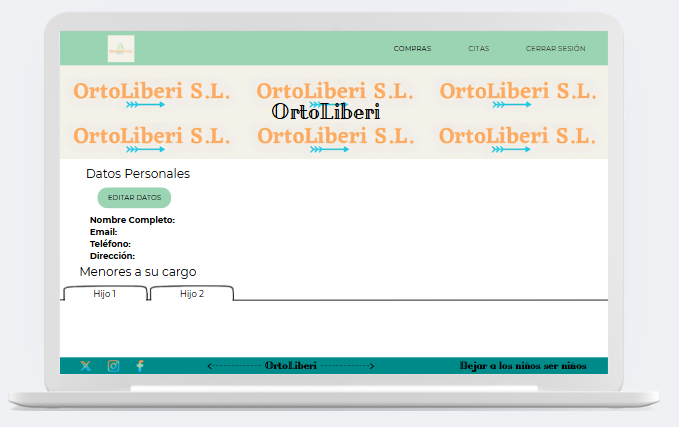 COMPRAS CITAS CERRAR SESIÓN
OrtoLiberi S.L. OrtoLiberi S.L. OrtoLiberi S.L.
OrtoLiberi
OrtoLiberi S.L. OrtoLiberi S.L. OrtoLiberi S.L.
Datos Personales
EDITAR DATOS
Nombre Completo:
Email:
Teléfono:
Dirección:
Menores a su cargo
Hijo 1 Hijo 2
OrtoLiberi Dejar a los niños ser niños